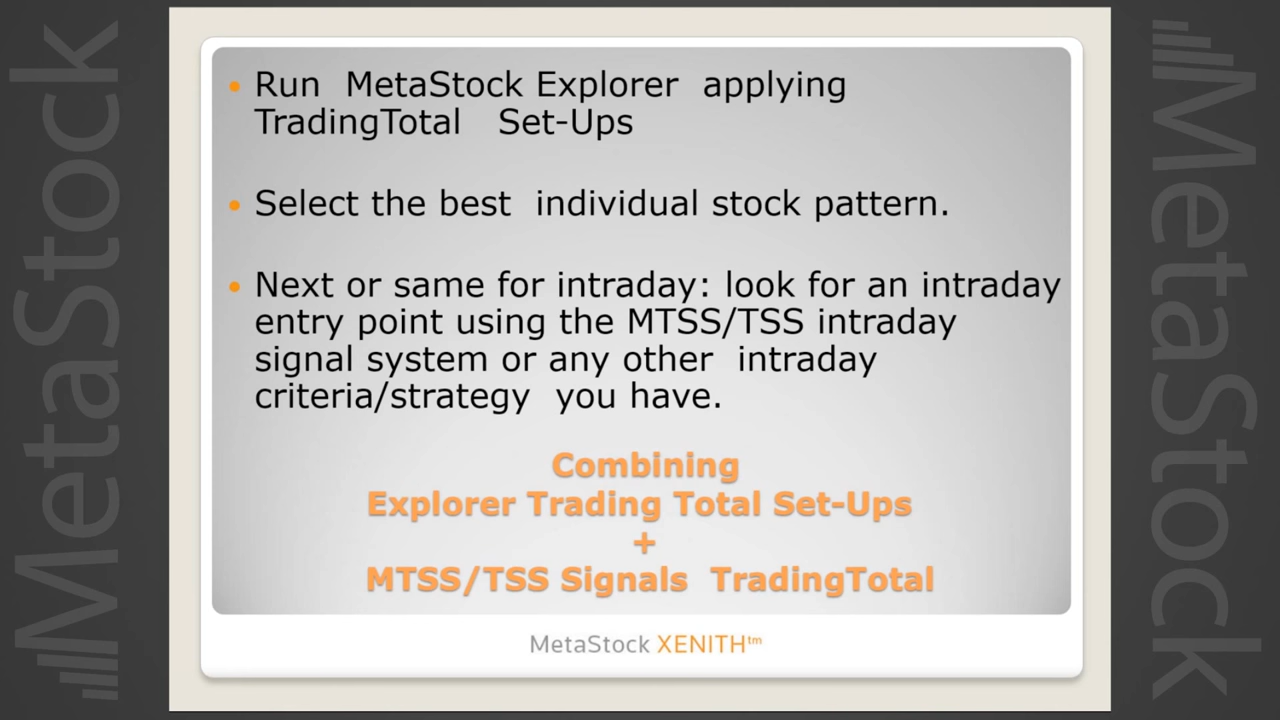 MetaStock
• Run MetaStock Explorer applying
TradingTotal Set-Ups
• Select the best individual stock pattern.
• Next or same for intraday: look for an intraday
entry point using the MTSS/TSS intraday
signal system or any other intraday
criteria/strategy you have.
Combining
Explorer Trading Total Set-Ups
+
MTSS/TSS Signals TradingTotal
MetaStock XENITH™
MetaStock